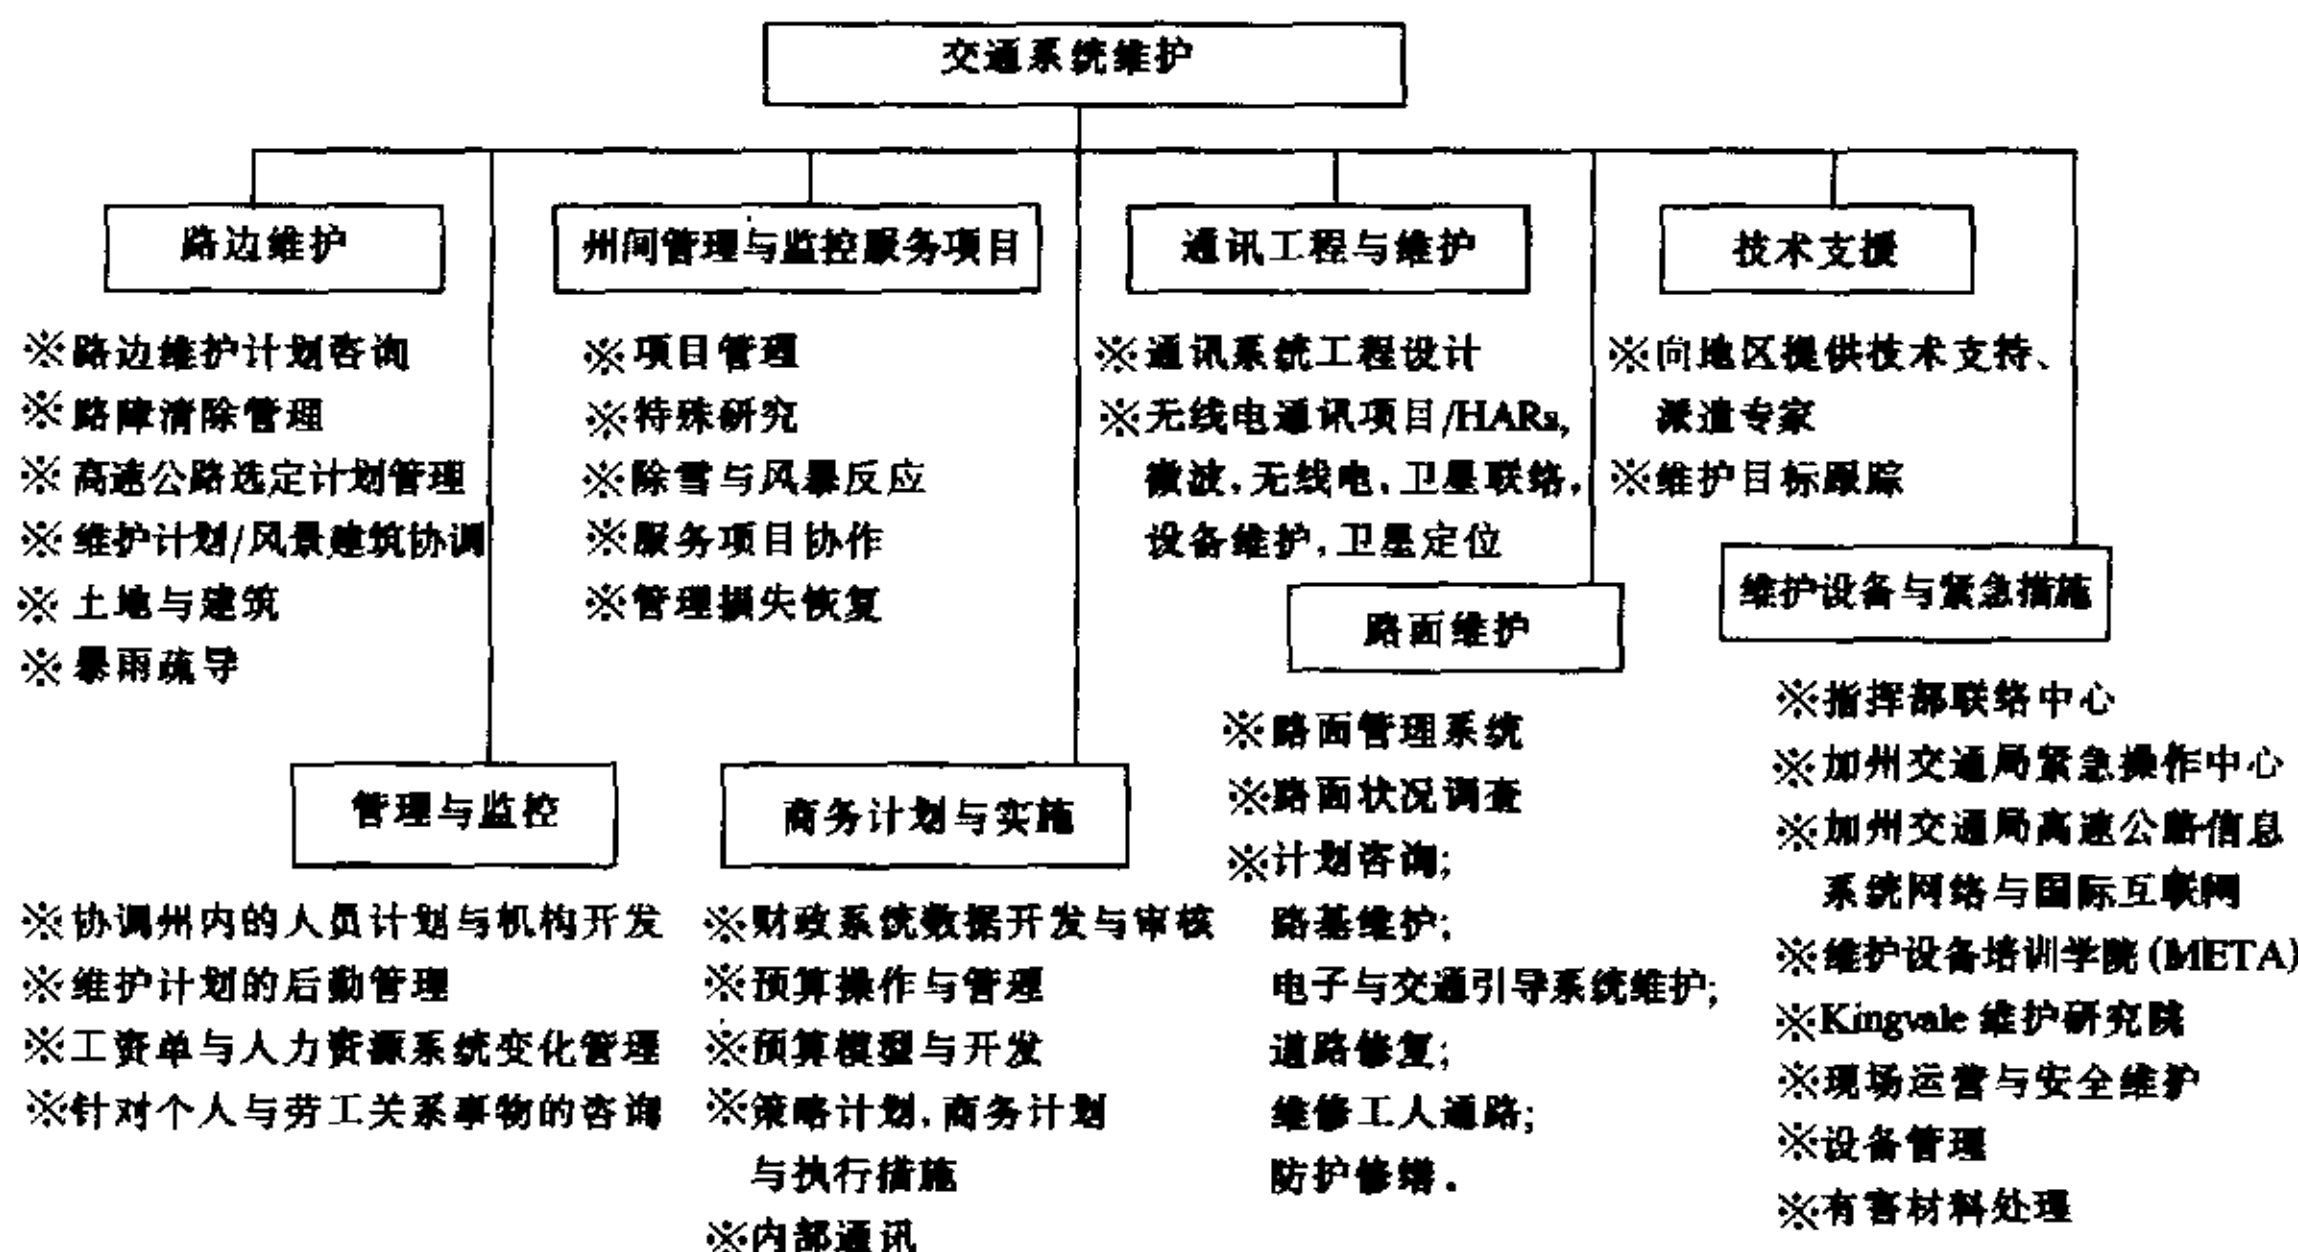 交通系统维护
路边维护
※路边维护计划咨询
※路障清除管理
※高速公路选定计划管理
※维护计划/风景建筑协调
※土地与建筑
※暴雨疏导
州间管理与监控服务项目
※项目管理
※特殊研究
※除雪与风暴反应
※服务项目协作
※管理损失恢复
通讯工程与维护
※通讯系统工程设计
※无线电通讯项目/HARs,
微波,无线电,卫星联络,
设备维护,卫星定位
技术支援
※向地区提供技术支持、
派遣专家
※维护目标跟踪
管理与监控
※协调州内的人员计划与机构开发
※维护计划的后勤管理
※工资单与人力资源系统变化管理
※针对个人与劳工关系事物的咨询
商务计划与实施
※财政系统数据开发与审核
※预算操作与管理
※预算模型与开发
※策略计划,商务计划
与执行措施
※内部通讯
路面维护
※路面管理系统
※路面状况调查
※计划咨询;
路基维护;
电子与交通引导系统维护;
道路修复;
维修工人通路;
防护修缮.
维护设备与紧急措施
※指挥部联络中心
※加州交通局紧急操作中心
※加州交通局高速公路信息
系统网络与国际互联网
※维护设备培训学院(META)
※Kingvale 维护研究院
※现场运营与安全维护
※设备管理
※有害材料处理